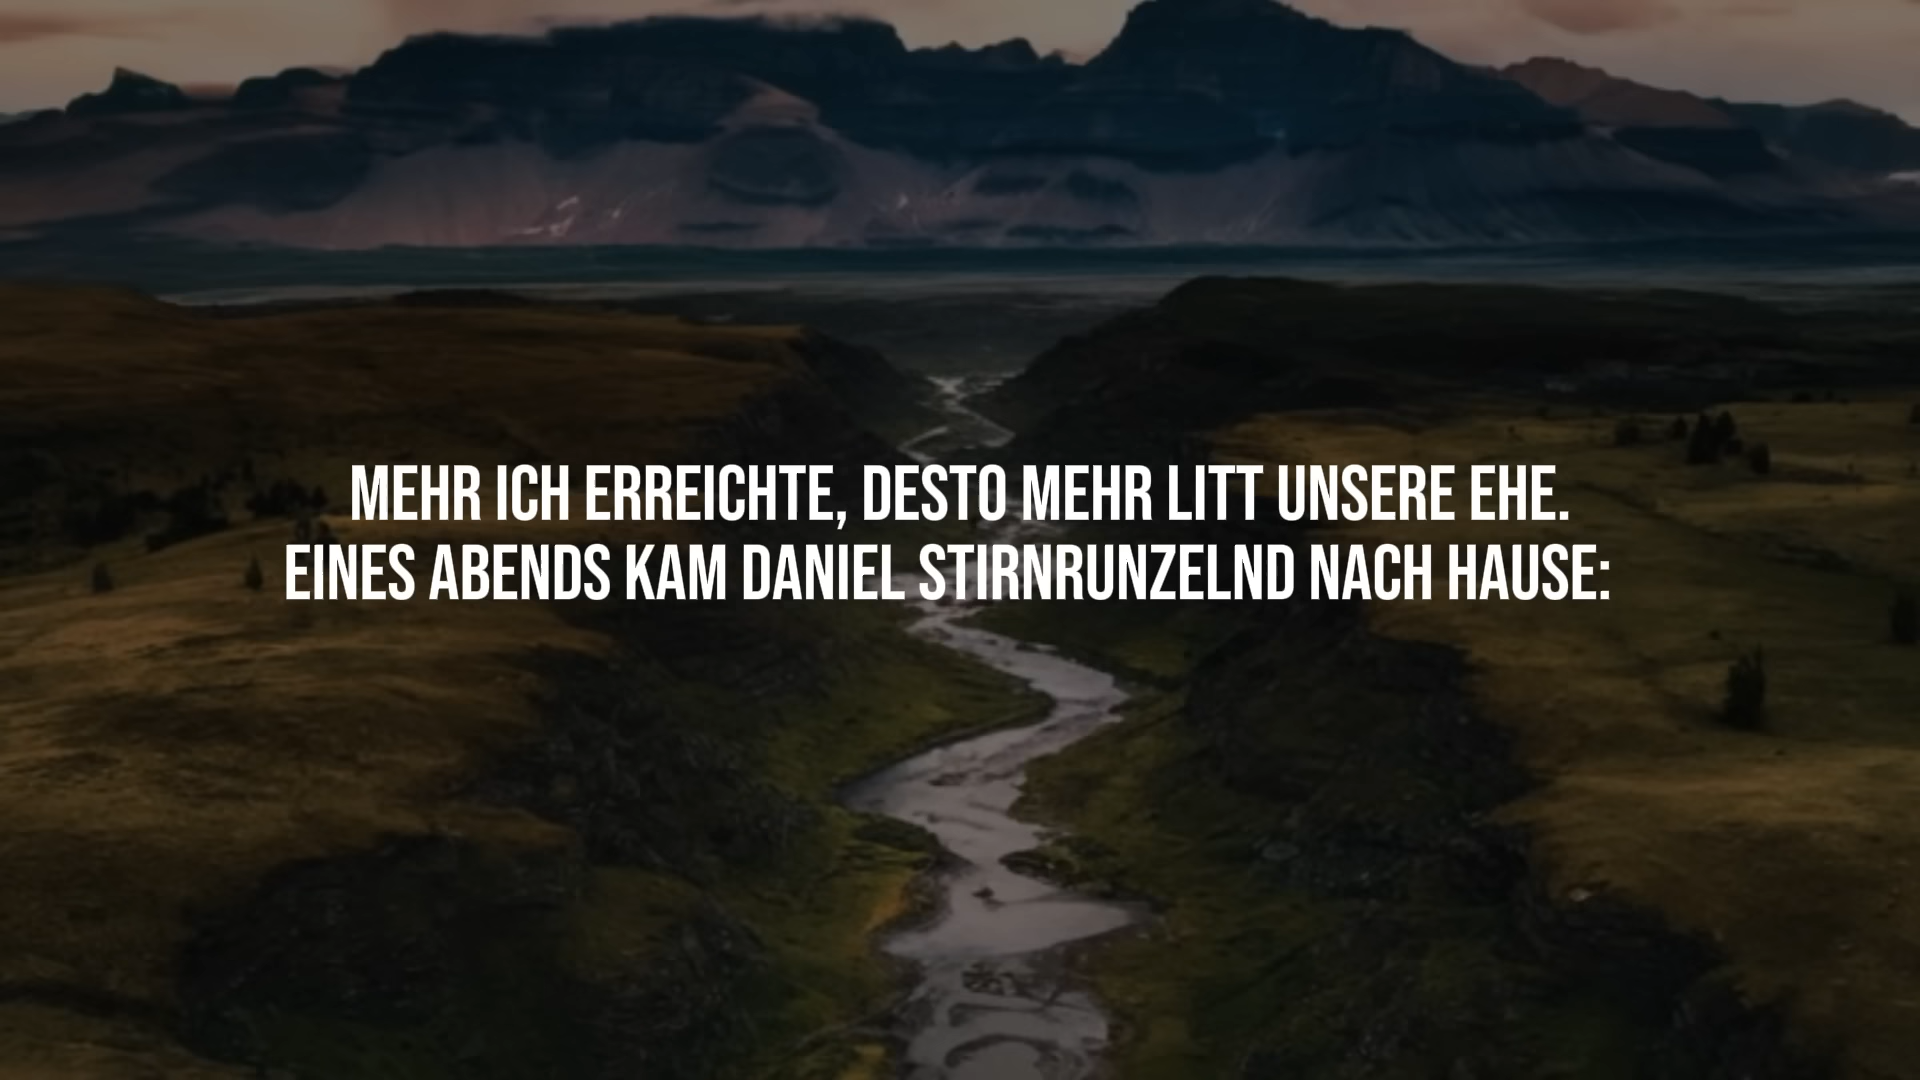 MEHR ICH ERREICHTE, DESTO MEHR LITT UNSERE EHE.
EINES ABENDS KAM DANIEL STIRNRUNZELND NACH HAUSE: